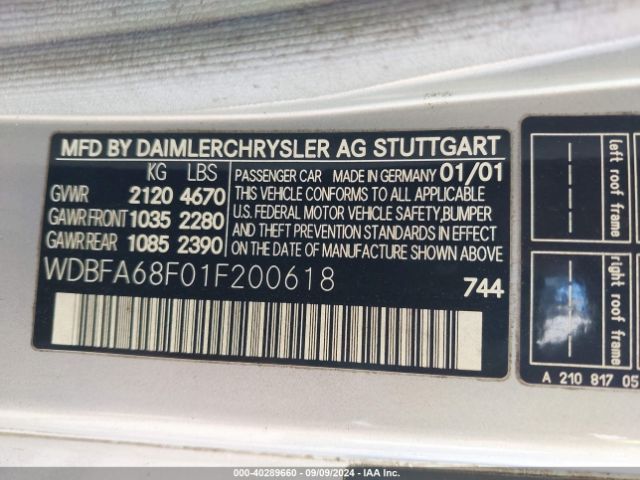 MFD BY DAIMLERCHRYSLER AG STUTTGART
KG LBS
GVWR 2120 4670
GAWR FRONT 1035 2280
GAWR REAR 1085 2390
PASSENGER CAR MADE IN GERMANY 01/01
THIS VEHICLE CONFORMS TO ALL APPLICABLE
U.S. FEDERAL MOTOR VEHICLE SAFETY,BUMPER
AND THEFT PREVENTION STANDARDS IN EFFECT
ON THE DATE OF MANUFACTURE SHOWN ABOVE
WDBFA68F01F200618
744
left roof frame
right roof frame
A 210 817 05
000-40289660 - 09/09/2024 - IAA Inc.